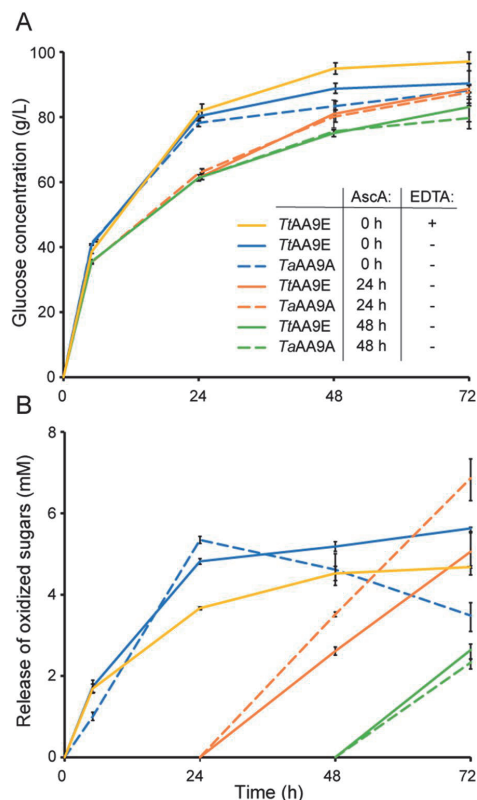 A
Glucose concentration (g/L)
100
80
60
40
20
0
AscA: EDTA:
TtAA9E 0 h +
TtAA9E 0 h -
TaAA9A 0 h -
TtAA9E 24 h -
TaAA9A 24 h -
TtAA9E 48 h -
TaAA9A 48 h -
0 24 48 72
B
Release of oxidized sugars (mM)
8
6
4
2
0
0 24 48 72
Time (h)